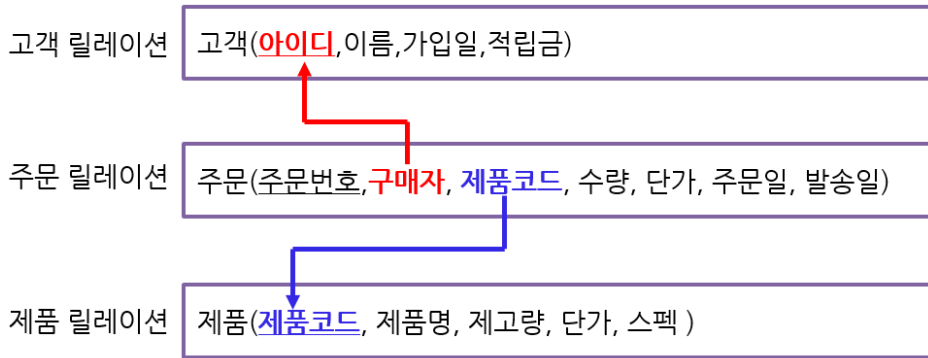 고객 릴레이션 고객(아이디,이름,가입일,적립금)
주문 릴레이션 주문(주문번호,구매자, 제품코드, 수량, 단가, 주문일, 발송일)
제품 릴레이션 제품(제품코드, 제품명, 제고량, 단가, 스펙 )